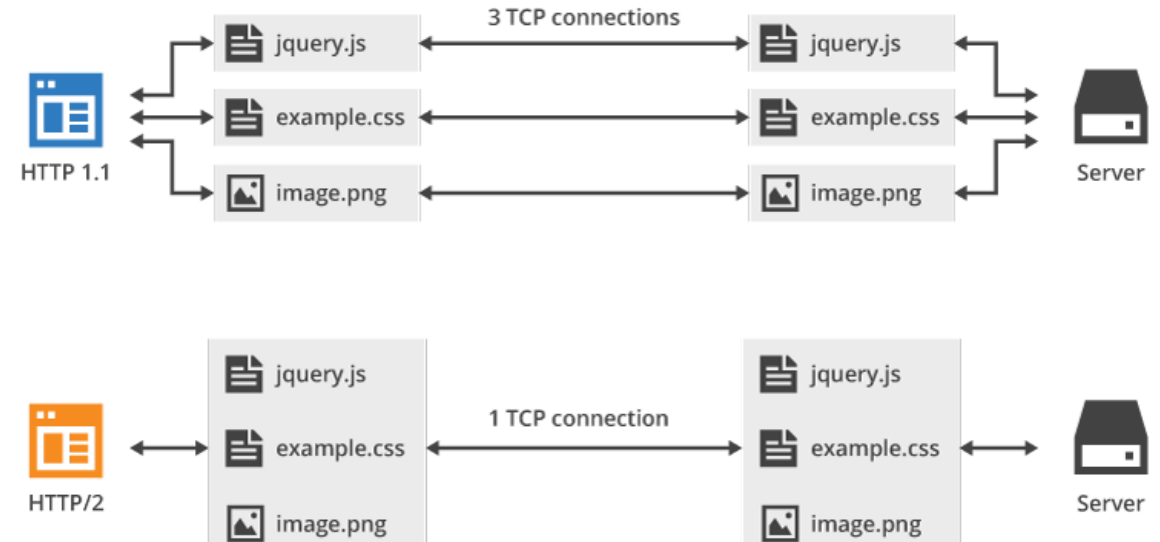 3 TCP connections
jquery.js
jquery.js
example.css
example.css
HTTP 1.1
Server
image.png
image.png
jquery.js
jquery.js
1 TCP connection
example.css
example.css
HTTP/2
Server
image.png
image.png